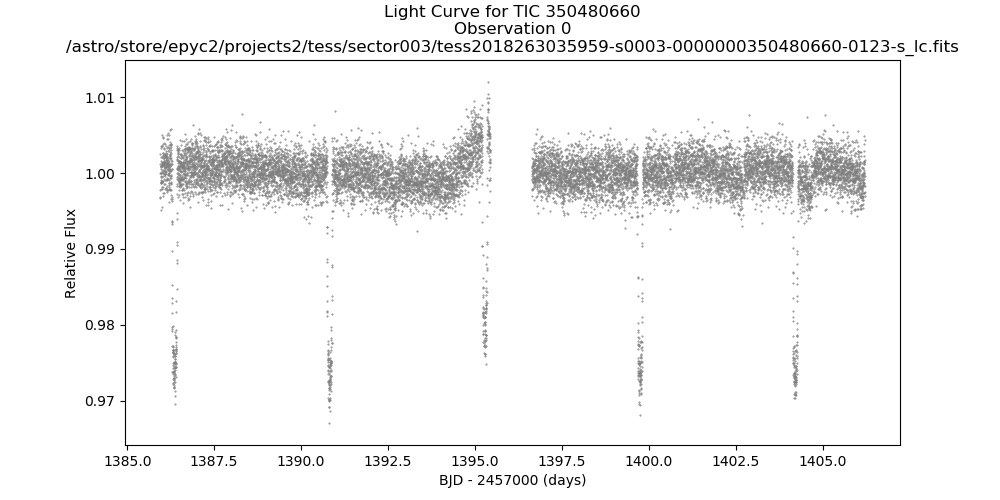 Light Curve for TIC 350480660
Observation 0
/astro/store/epyc2/projects2/tess/sector003/tess2018263035959-s0003-0000000350480660-0123-s_lc.fits
1.01
1.00
0.99
0.98
0.97
Relative Flux
1385.0 1387.5 1390.0 1392.5 1395.0 1397.5 1400.0 1402.5 1405.0
BJD - 2457000 (days)